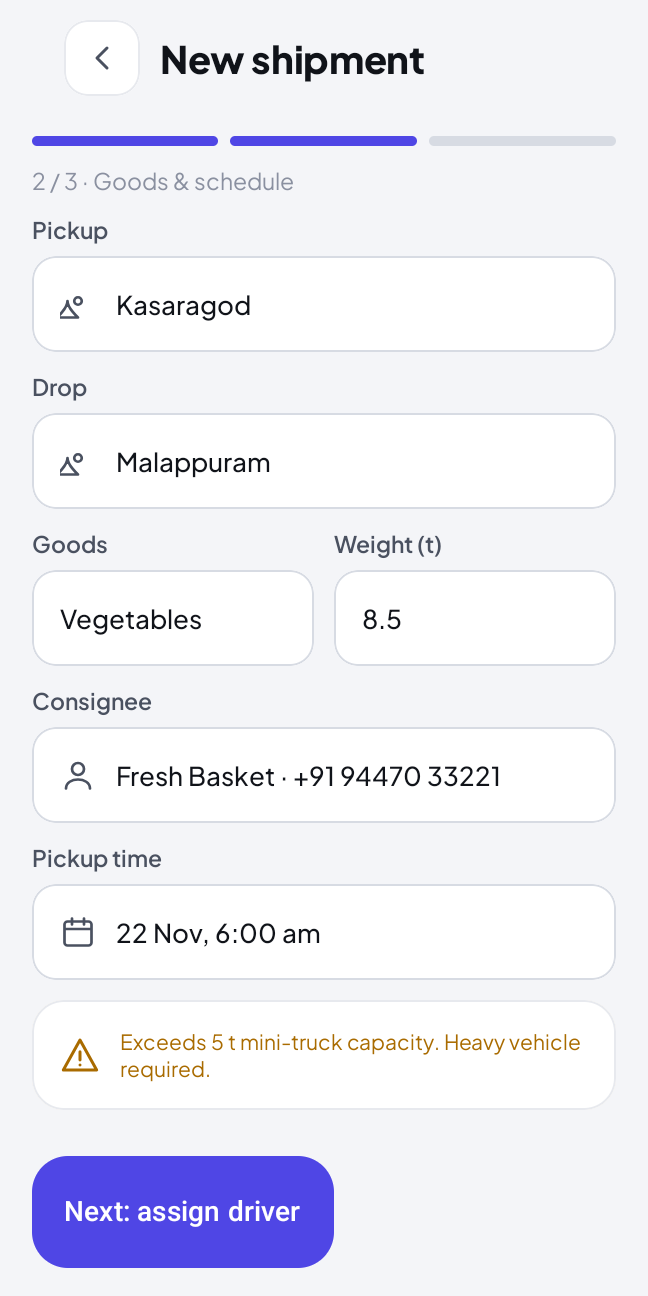 New shipment
2 / 3 · Goods & schedule
Pickup
Kasaragod
Drop
Malappuram
Goods
Weight (t)
Vegetables
8.5
Consignee
Fresh Basket · +91 94470 33221
Pickup time
22 Nov, 6:00 am
Exceeds 5 t mini-truck capacity. Heavy vehicle
required.
Next: assign driver